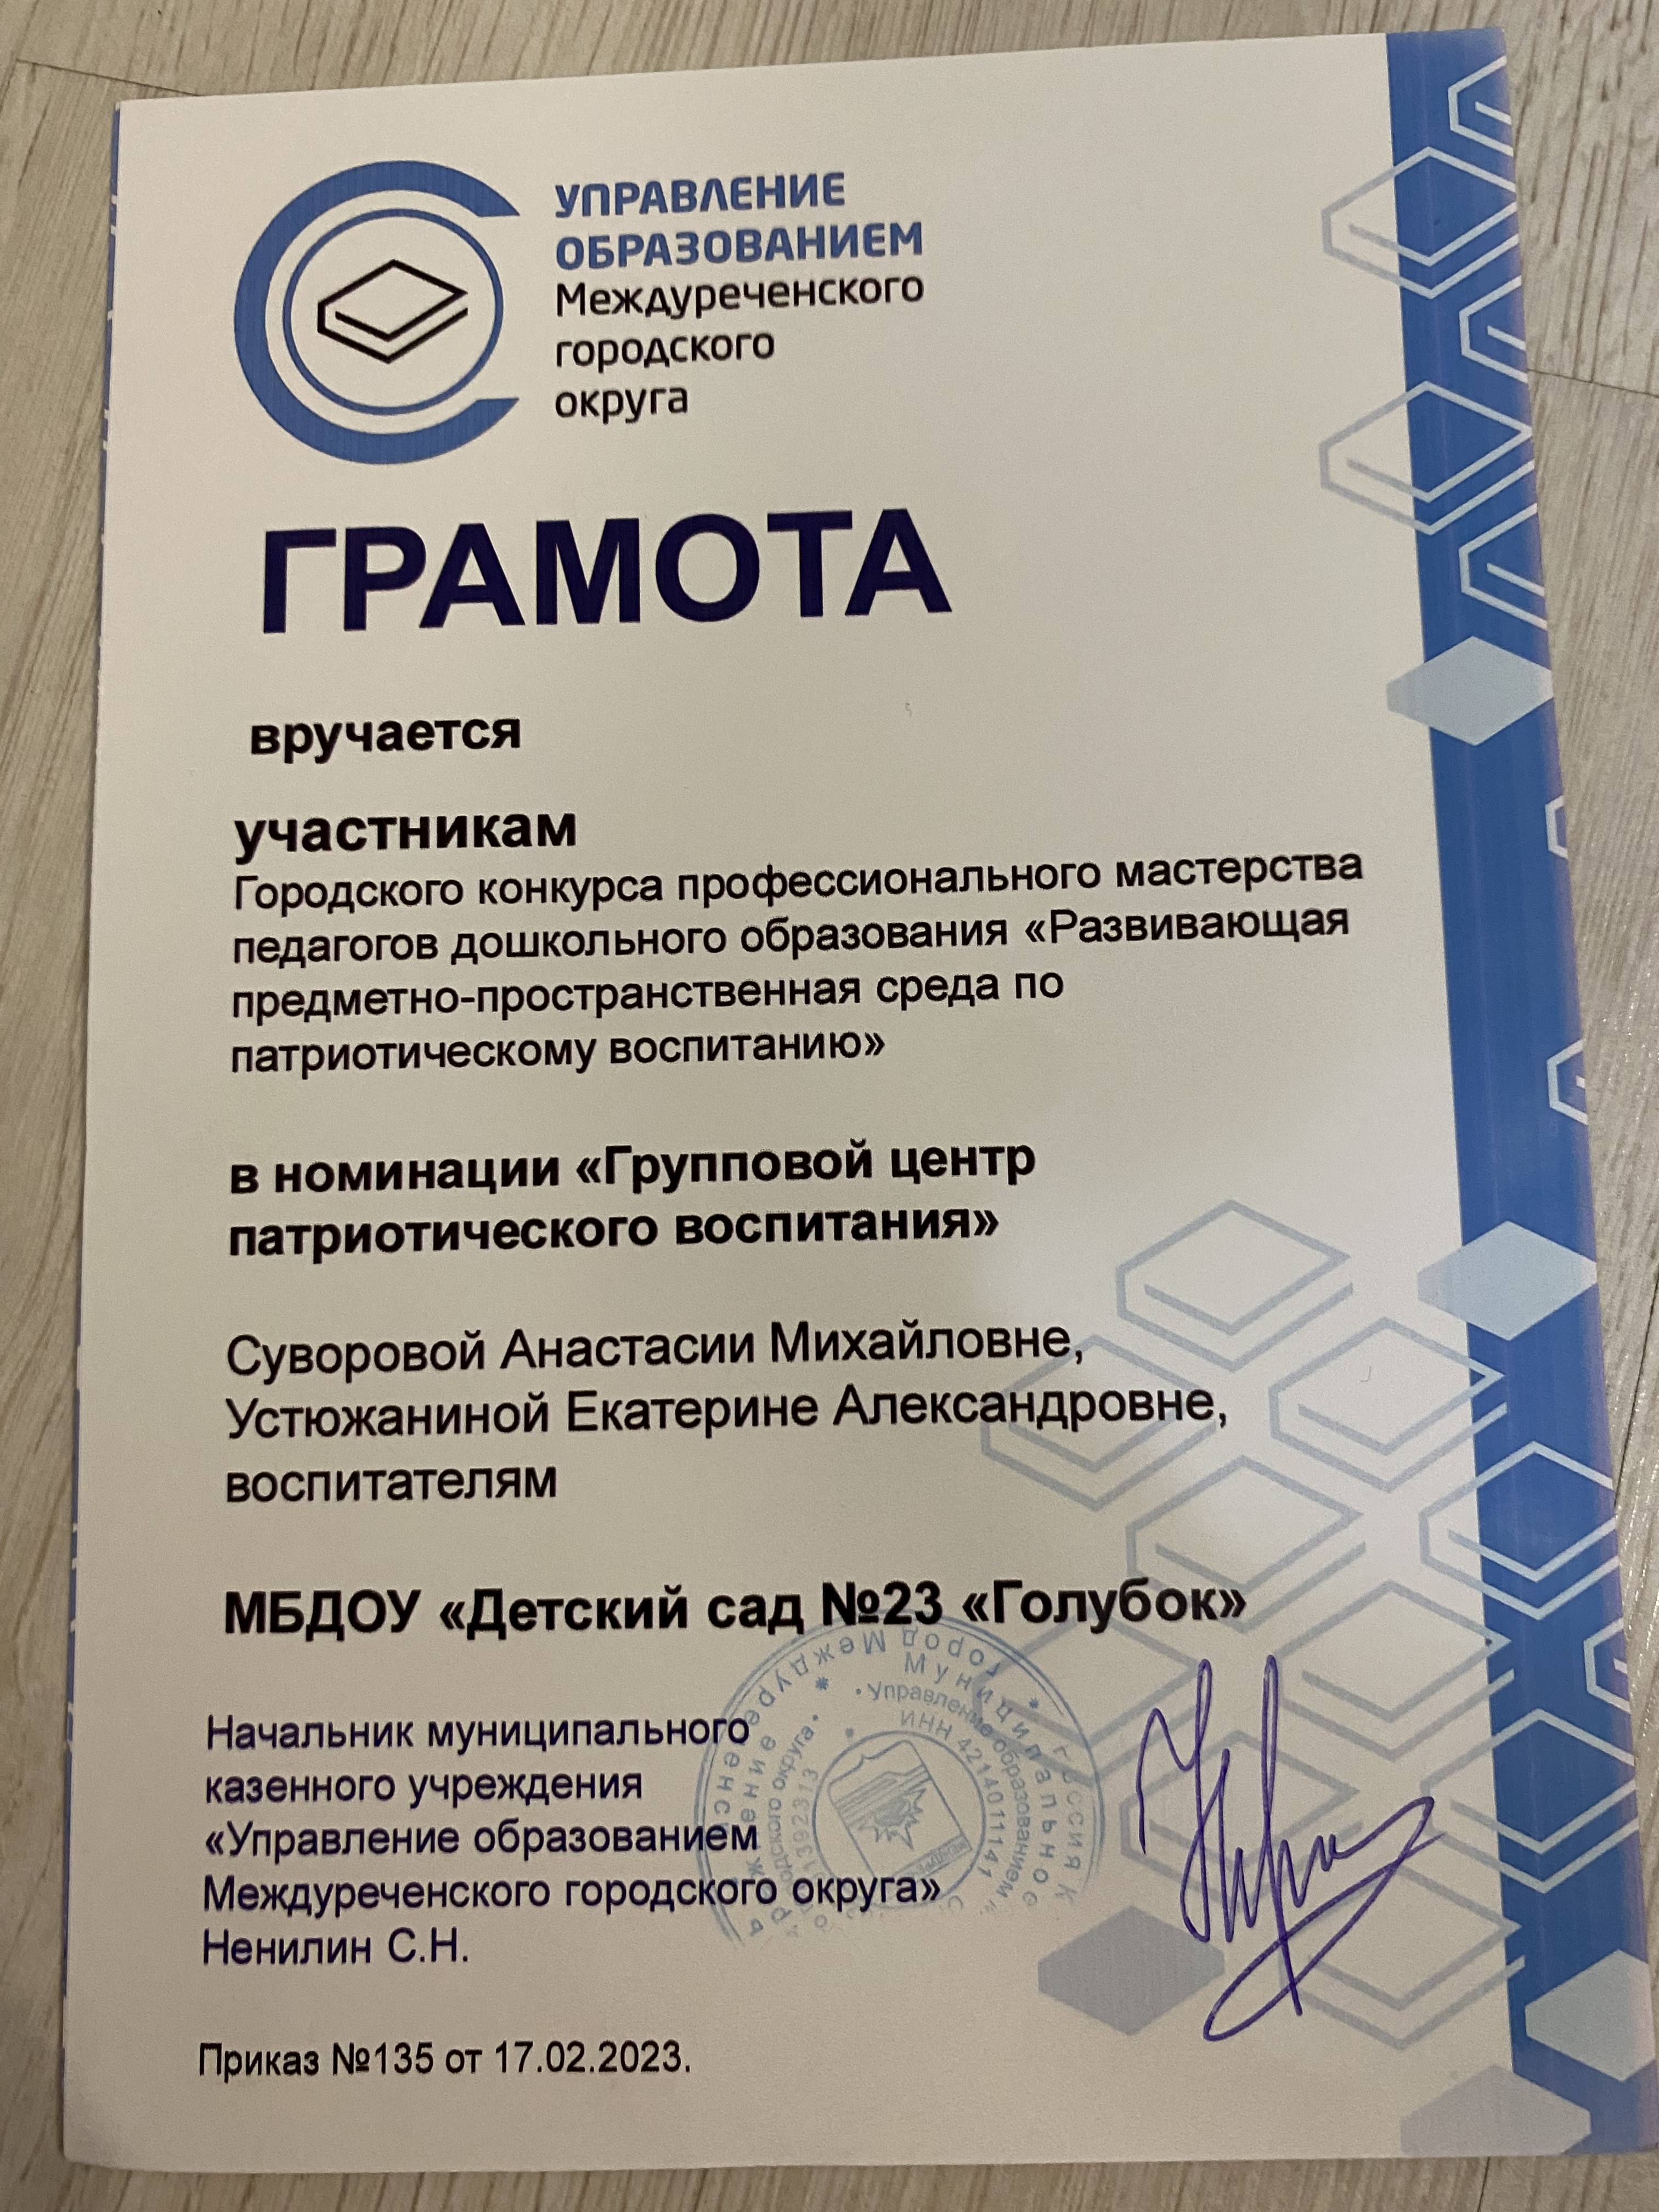 УПРАВЛЕНИЕ
ОБРАЗОВАНИЕМ
Междуреченского
городского
округа
ГРАМОТА
вручается
участникам
Городского конкурса профессионального мастерства
педагогов дошкольного образования «Развивающая
предметно-пространственная среда по
патриотическому воспитанию»
в номинации «Групповой центр
патриотического воспитания»
Суворовой Анастасии Михайловне,
Устюжаниной Екатерине Александровне,
воспитателям
МБДОУ «Детский сад №23 «Голубок»
Начальник муниципального
казенного учреждения
«Управление образованием
Междуреченского городского округа»
Ненилин С.Н.
Приказ №135 от 17.02.2023.
ИНН 4214011141